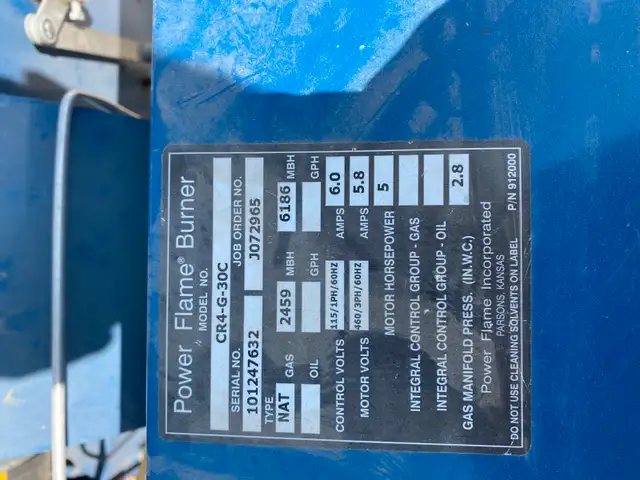 Power Flame® Burner
MODEL NO.
CR4-G-30C
SERIAL NO. JOB ORDER NO.
101247632 J072965
TYPE
NAT GAS 2459 MBH 6186 MBH
OIL GPH GPH
CONTROL VOLTS 115/1PH/60HZ AMPS 6.0
MOTOR VOLTS 460/3PH/60HZ AMPS 5.8
MOTOR HORSEPOWER 5
INTEGRAL CONTROL GROUP - GAS
INTEGRAL CONTROL GROUP - OIL
GAS MANIFOLD PRESS. (IN.W.C.) 2.8
Power Flame Incorporated
PARSONS, KANSAS
DO NOT USE CLEANING SOLVENTS ON LABEL P/N 912000